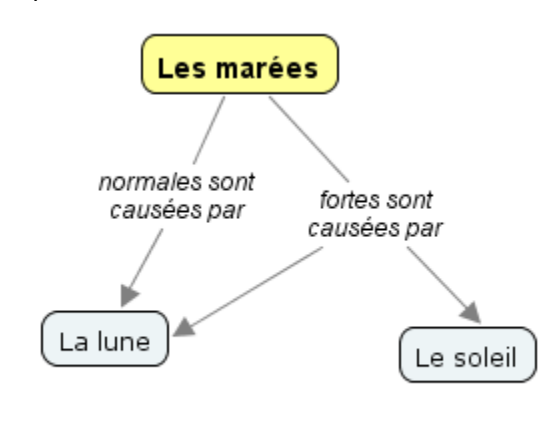 Les marées
normales sont
causées par
fortes sont
causées par
La lune
Le soleil